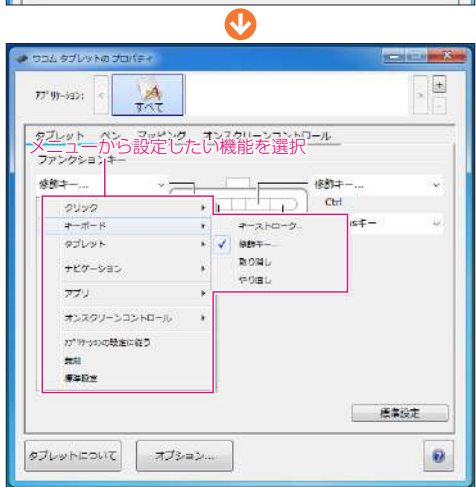 ワコム タブレットのプロパティ
アプリケーション:
すべて
タブレット ペン マッピング オンスクリーンコントロール
メニューから設定したい機能を選択
ファンクションキー
修飾キー... 修飾キー...
Ctrl
クリック
キーボード
キーストローク...
タブレット
修飾キー...
取り消し
ナビゲーション
やり直し
アプリ
オンスクリーンコントロール
アプリケーションの設定に従う
無効
標準設定
標準設定
タブレットについて オプション...